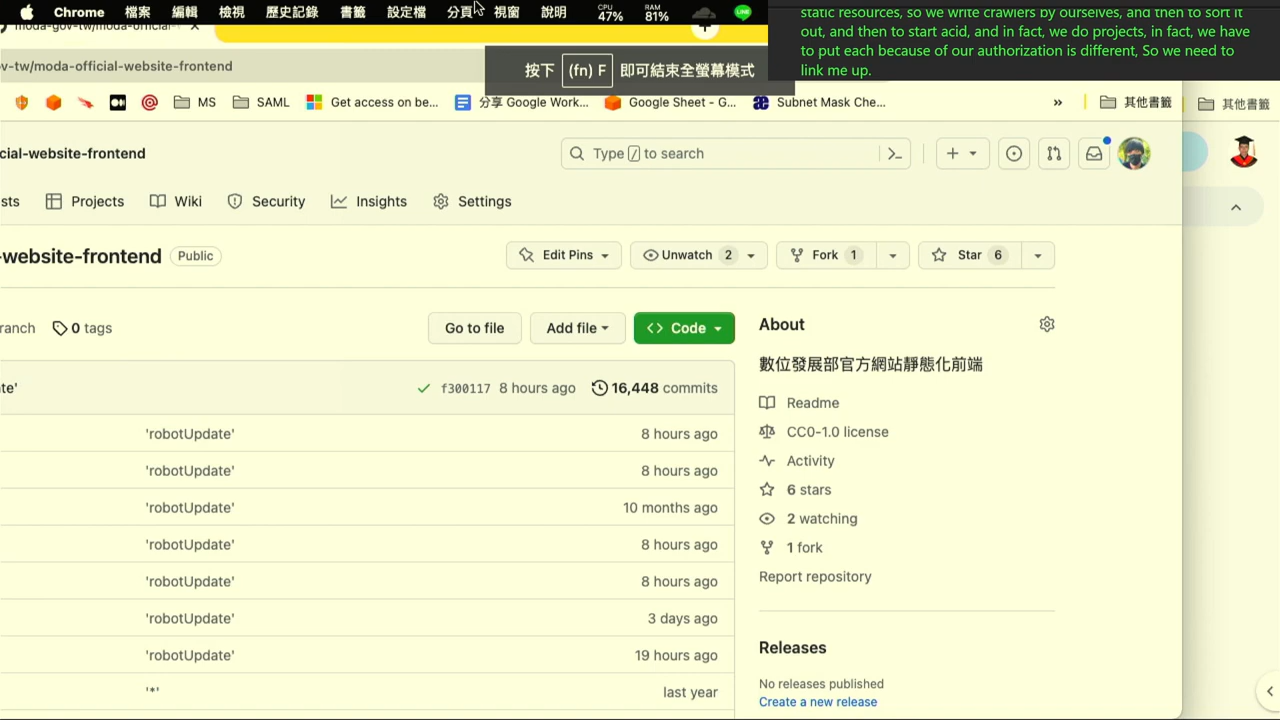 Chrome 檔案 編輯 檢視 歷史記錄 書籤 設定檔 分頁 視窗 說明 CPU 47% RAM 81% LINE
static resources, so we write crawlers by ourselves, and then to sort it
out, and then to start acid, and in fact, we do projects, in fact, we have
to put each because of our authorization is different, So we need to
link me up.
moda-gov-tw/moda-official-
ov-tw/moda-official-website-frontend
按下 (fn) F 即可結束全螢幕模式
MS SAML Get access on be... 分享 Google Work... Google Sheet - G... Subnet Mask Che... » 其他書籤 其他書籤
cial-website-frontend
Type / to search
sts Projects Wiki Security Insights Settings
-website-frontend Public
Edit Pins Unwatch 2 Fork 1 Star 6
ranch 0 tags
Go to file Add file <> Code
About
數位發展部官方網站靜態化前端
te' f300117 8 hours ago 16,448 commits
Readme
CC0-1.0 license
Activity
6 stars
2 watching
1 fork
Report repository
'robotUpdate' 8 hours ago
'robotUpdate' 8 hours ago
'robotUpdate' 10 months ago
'robotUpdate' 8 hours ago
'robotUpdate' 8 hours ago
'robotUpdate' 3 days ago
'robotUpdate' 19 hours ago
'*' last year
Releases
No releases published
Create a new release